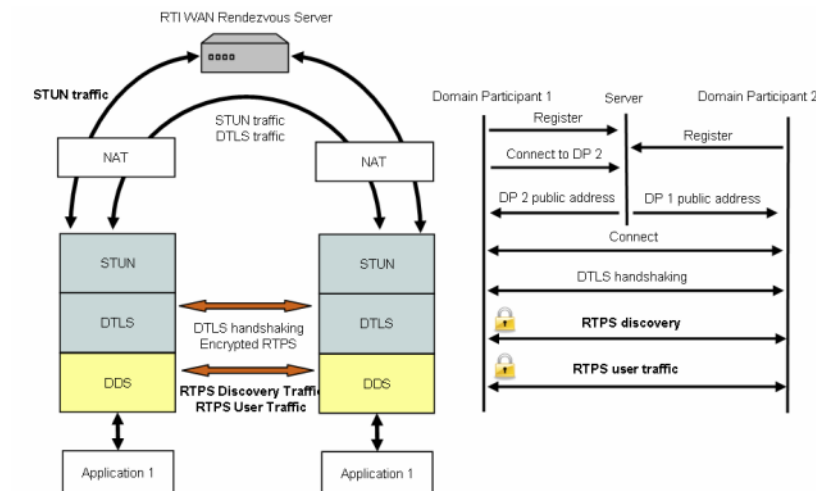 RTI WAN Rendezvous Server
STUN traffic
STUN traffic
DTLS traffic
NAT
NAT
STUN
DTLS
DDS
STUN
DTLS
DDS
DTLS handshaking
Encrypted RTPS
RTPS Discovery Traffic
RTPS User Traffic
Application 1
Application 1
Domain Participant 1
Server
Domain Participant 2
Register
Register
Connect to DP 2
DP 2 public address
DP 1 public address
Connect
DTLS handshaking
RTPS discovery
RTPS user traffic